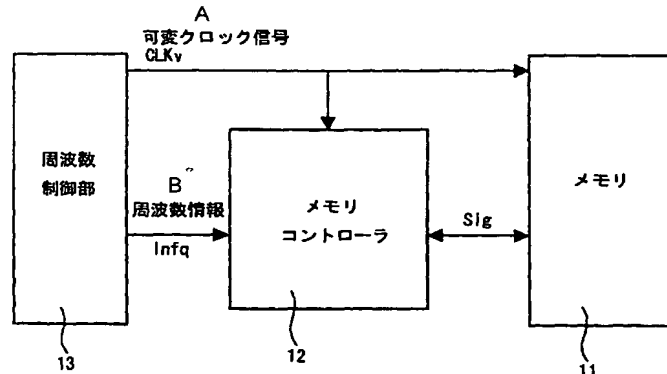 A
可変クロック信号
CLKv
周波数
制御部
B"
周波数情報
Infq
メモリ
コントローラ
Sig
メモリ
13
12
11